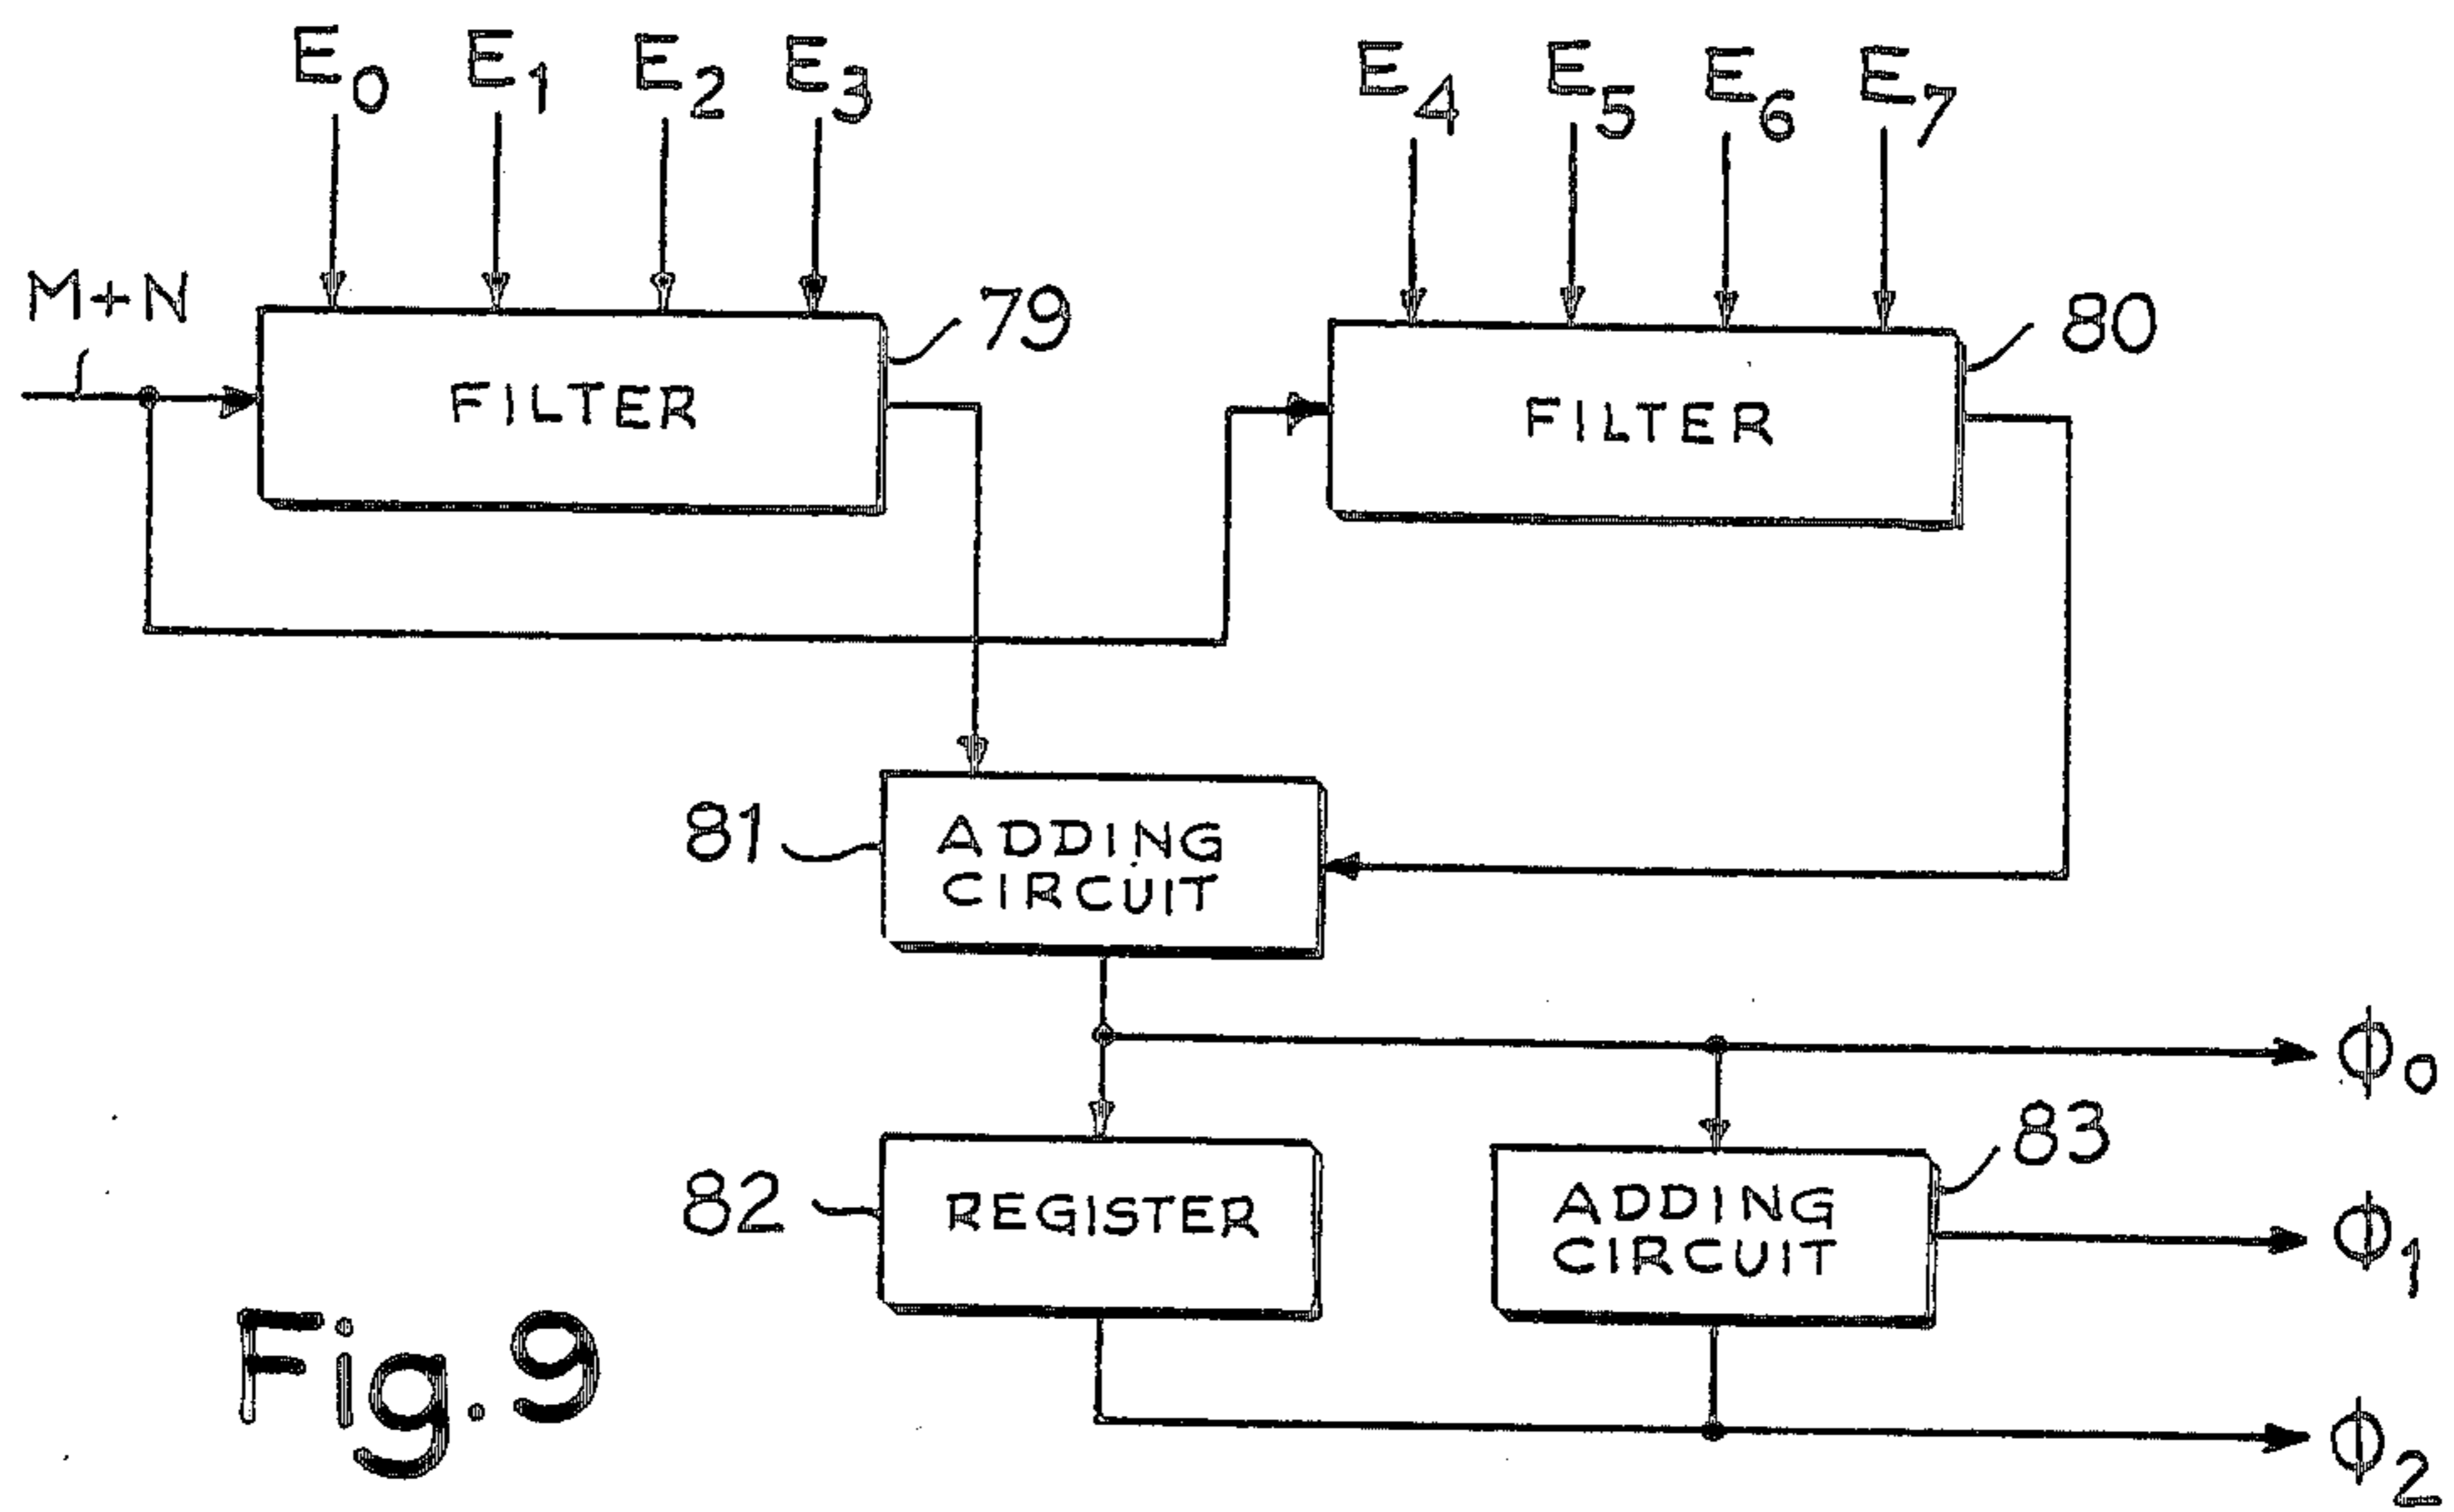 E0 E1 E2 E3 E4 E5 E6 E7
M+N
79
80
FILTER
FILTER
81
ADDING
CIRCUIT
ϕ0
82
REGISTER
83
ADDING
CIRCUIT
ϕ1
Fig.9
ϕ2